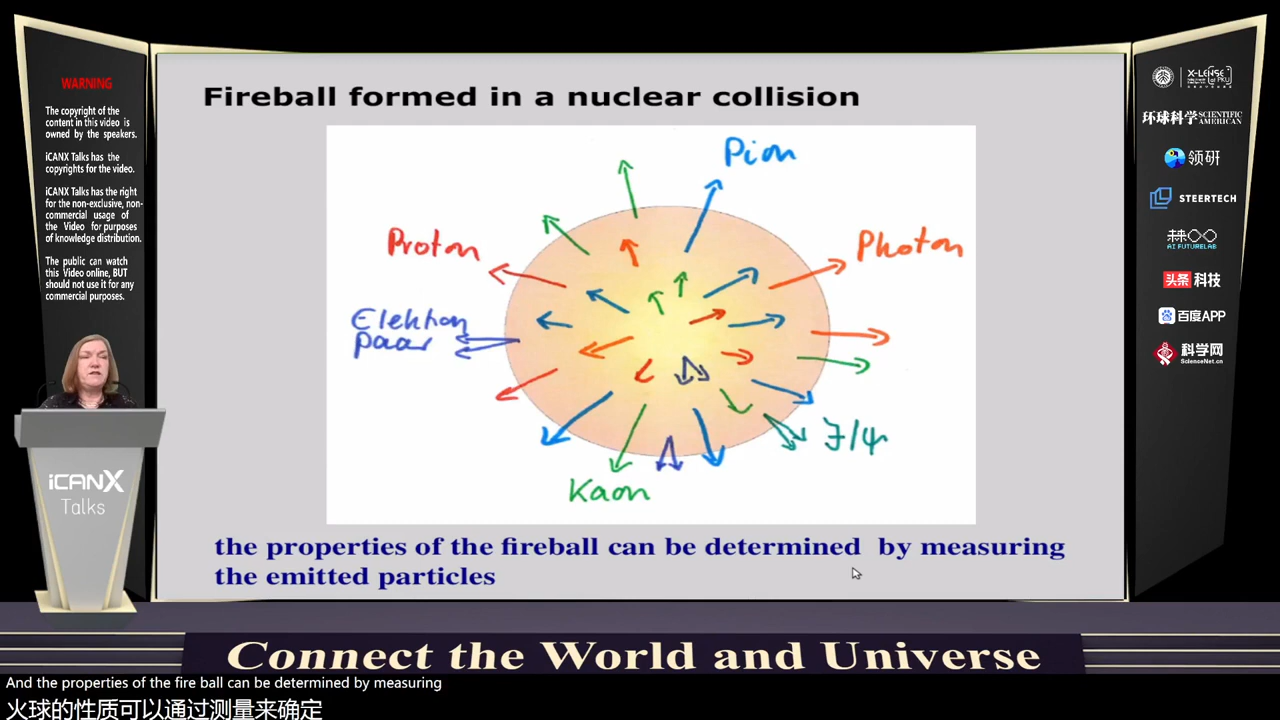 WARNING
The copyright of the
content in this video is
owned by the speakers.
iCANX Talks has the
copyrights for the video.
iCANX Talks has the right
for the non-exclusive, non-
commercial usage of
the Video for purposes
of knowledge distribution.
The public can watch
this Video online, BUT
should not use it for any
commercial purposes.
iCANX
Talks
Fireball formed in a nuclear collision
Pion
Proton
Photon
Elektron
paar
J/ψ
Kaon
the properties of the fireball can be determined by measuring
the emitted particles
X-LENSE
环球科学 SCIENTIFIC
AMERICAN
领研
STEERTECH
AI FUTURELAB
头条 科技
百度APP
科学网
ScienceNet.cn
Connect the World and Universe
And the properties of the fire ball can be determined by measuring
火球的性质可以通过测量来确定